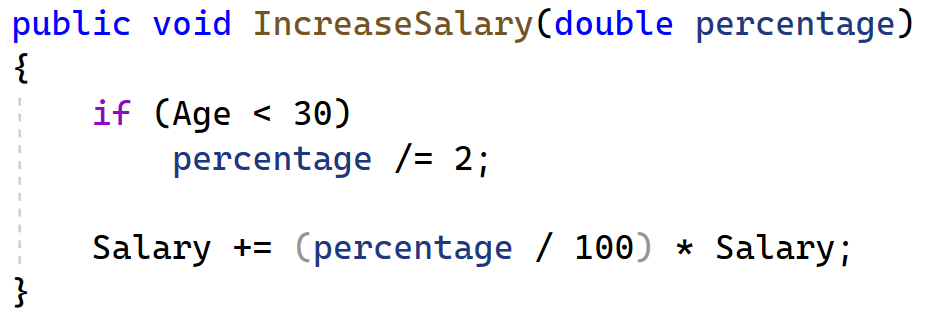 public void IncreaseSalary(double percentage)
{
    if (Age < 30)
        percentage /= 2;

    Salary += (percentage / 100) * Salary;
}